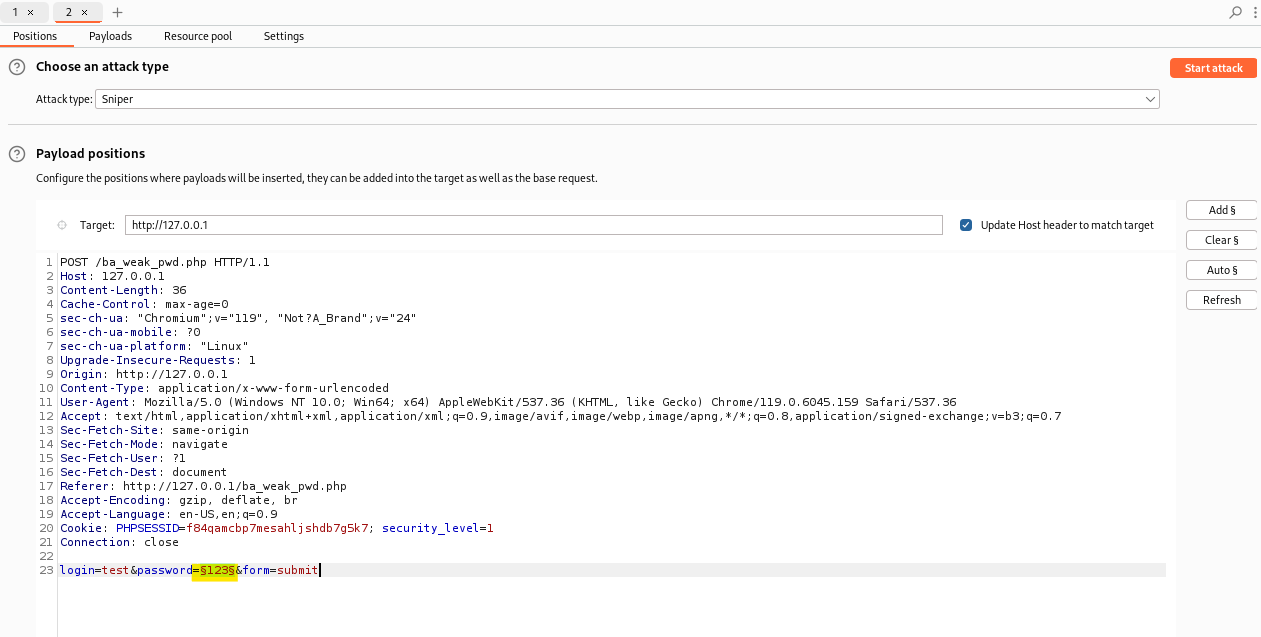 1 × 2 × +
Positions Payloads Resource pool Settings
? Choose an attack type
Start attack
Attack type: Sniper
? Payload positions
Configure the positions where payloads will be inserted, they can be added into the target as well as the base request.
Target: http://127.0.0.1 Update Host header to match target
Add §
Clear §
Auto §
Refresh
1 POST /ba_weak_pwd.php HTTP/1.1
2 Host: 127.0.0.1
3 Content-Length: 36
4 Cache-Control: max-age=0
5 sec-ch-ua: "Chromium";v="119", "Not?A_Brand";v="24"
6 sec-ch-ua-mobile: ?0
7 sec-ch-ua-platform: "Linux"
8 Upgrade-Insecure-Requests: 1
9 Origin: http://127.0.0.1
10 Content-Type: application/x-www-form-urlencoded
11 User-Agent: Mozilla/5.0 (Windows NT 10.0; Win64; x64) AppleWebKit/537.36 (KHTML, like Gecko) Chrome/119.0.6045.159 Safari/537.36
12 Accept: text/html,application/xhtml+xml,application/xml;q=0.9,image/avif,image/webp,image/apng,*/*;q=0.8,application/signed-exchange;v=b3;q=0.7
13 Sec-Fetch-Site: same-origin
14 Sec-Fetch-Mode: navigate
15 Sec-Fetch-User: ?1
16 Sec-Fetch-Dest: document
17 Referer: http://127.0.0.1/ba_weak_pwd.php
18 Accept-Encoding: gzip, deflate, br
19 Accept-Language: en-US,en;q=0.9
20 Cookie: PHPSESSID=f84qamcbp7mesahljshdb7g5k7; security_level=1
21 Connection: close
22
23 login=test&password=§123§&form=submit